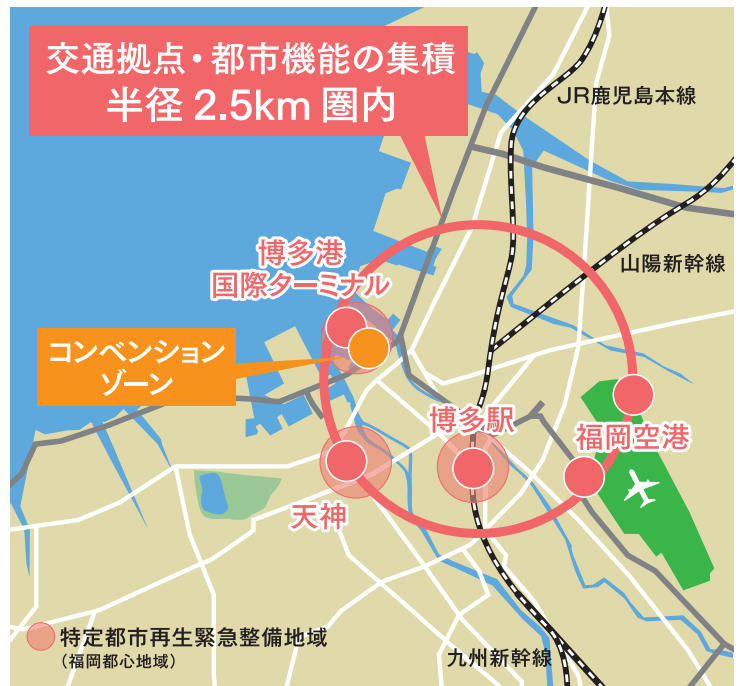 交通拠点・都市機能の集積
半径 2.5km 圏内
JR鹿児島本線
山陽新幹線
博多港
国際ターミナル
コンベンション
ゾーン
博多駅
福岡空港
天神
特定都市再生緊急整備地域
（福岡都心地域）
九州新幹線